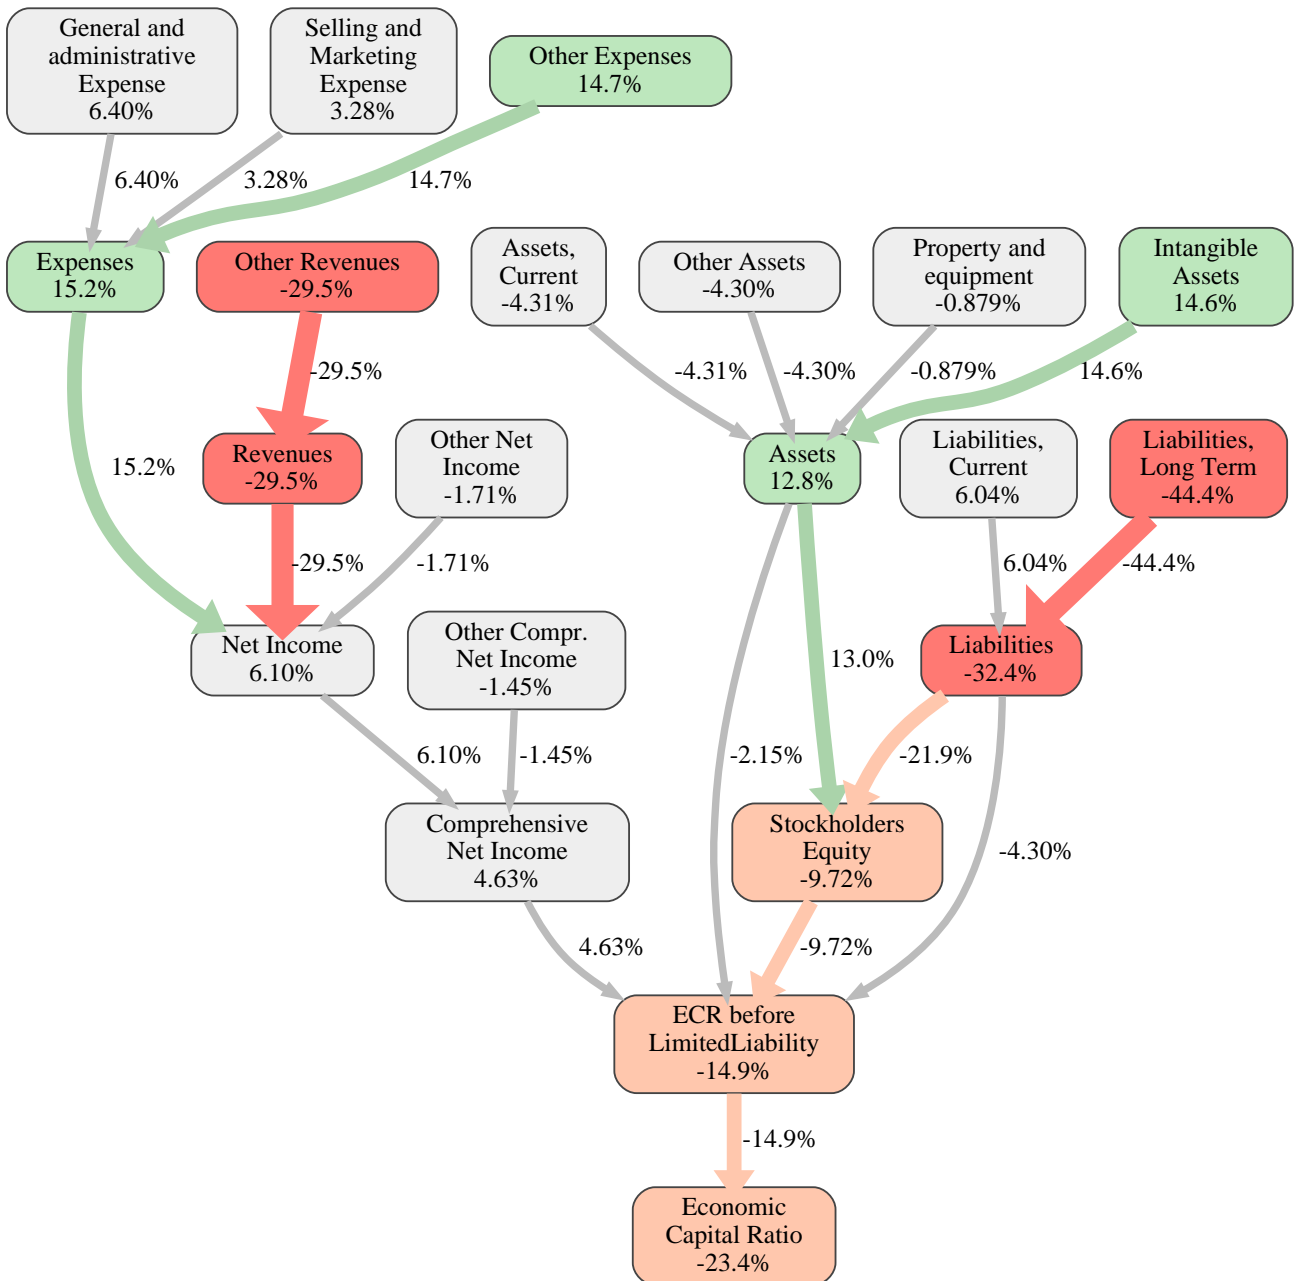 General and
administrative
Expense
6.40%
Selling and
Marketing
Expense
3.28%
Other Expenses
14.7%
6.40%
3.28%
14.7%
Expenses
15.2%
Other Revenues
-29.5%
Assets,
Current
-4.31%
Other Assets
-4.30%
Property and
equipment
-0.879%
Intangible
Assets
14.6%
-29.5%
-4.31%
-4.30%
-0.879%
14.6%
15.2%
Revenues
-29.5%
Other Net
Income
-1.71%
Assets
12.8%
Liabilities,
Current
6.04%
Liabilities,
Long Term
-44.4%
-29.5%
-1.71%
6.04%
-44.4%
Net Income
6.10%
Other Compr.
Net Income
-1.45%
13.0%
Liabilities
-32.4%
6.10%
-1.45%
-2.15%
-21.9%
Comprehensive
Net Income
4.63%
Stockholders
Equity
-9.72%
-4.30%
4.63%
-9.72%
ECR before
LimitedLiability
-14.9%
-14.9%
Economic
Capital Ratio
-23.4%